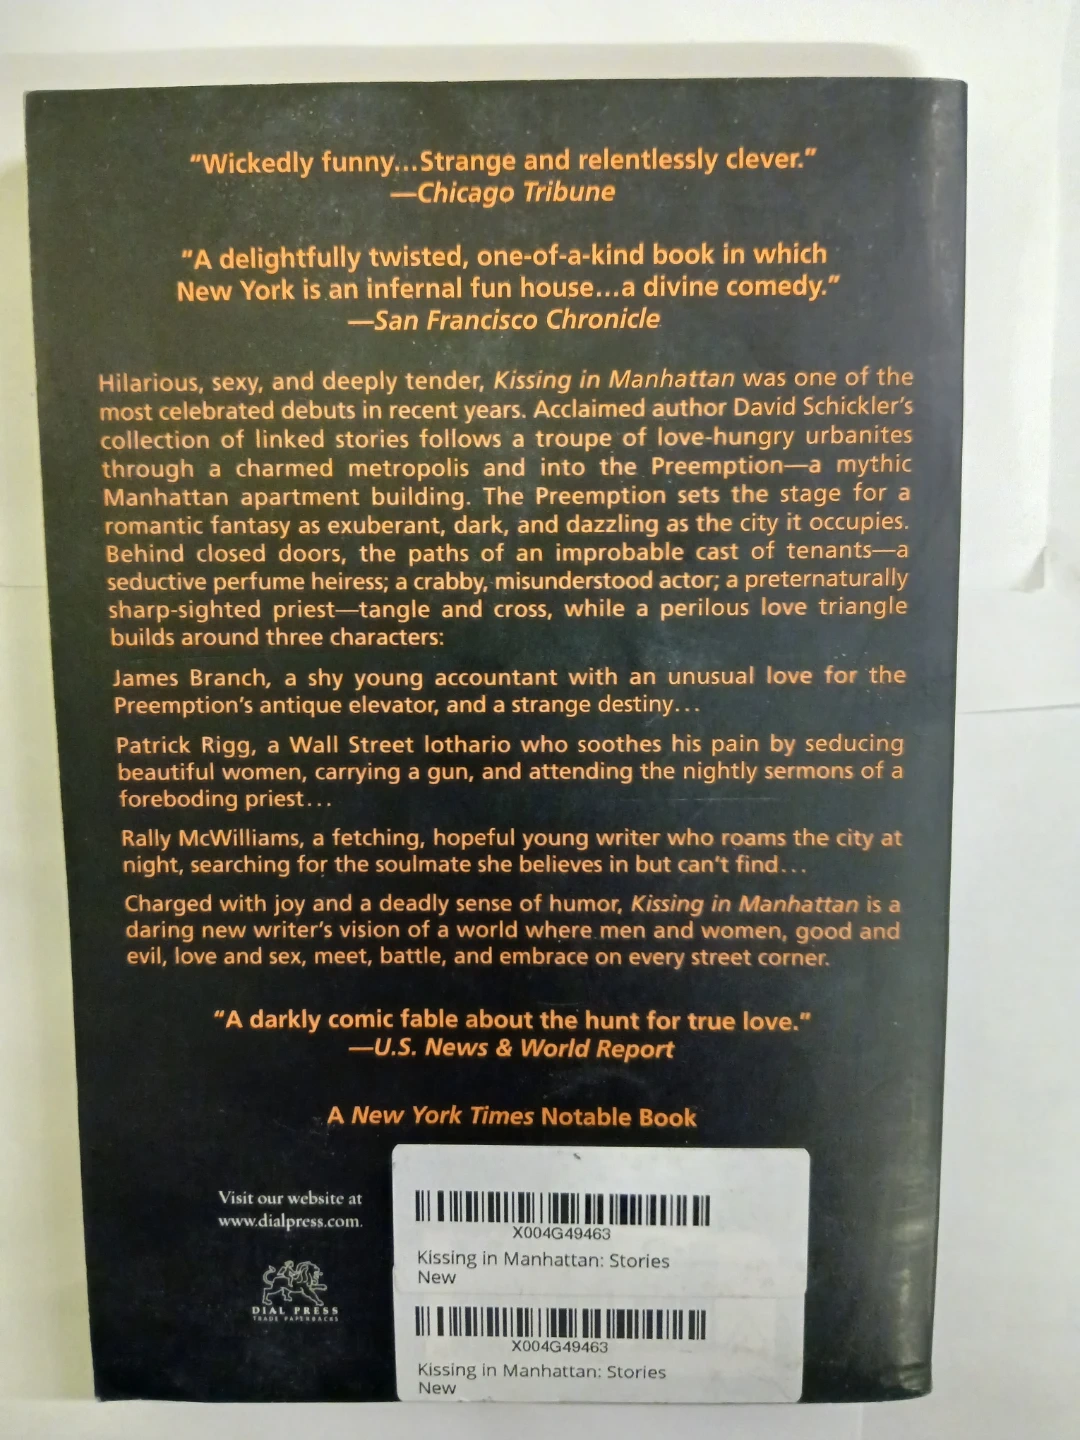 “Wickedly funny...Strange and relentlessly clever.”
—Chicago Tribune
“A delightfully twisted, one-of-a-kind book in which
New York is an infernal fun house...a divine comedy.”
—San Francisco Chronicle
Hilarious, sexy, and deeply tender, Kissing in Manhattan was one of the
most celebrated debuts in recent years. Acclaimed author David Schickler’s
collection of linked stories follows a troupe of love-hungry urbanites
through a charmed metropolis and into the Preemption—a mythic
Manhattan apartment building. The Preemption sets the stage for a
romantic fantasy as exuberant, dark, and dazzling as the city it occupies.
Behind closed doors, the paths of an improbable cast of tenants—a
seductive perfume heiress; a crabby, misunderstood actor; a preternaturally
sharp-sighted priest—tangle and cross, while a perilous love triangle
builds around three characters:
James Branch, a shy young accountant with an unusual love for the
Preemption’s antique elevator, and a strange destiny...
Patrick Rigg, a Wall Street lothario who soothes his pain by seducing
beautiful women, carrying a gun, and attending the nightly sermons of a
foreboding priest...
Rally McWilliams, a fetching, hopeful young writer who roams the city at
night, searching for the soulmate she believes in but can’t find...
Charged with joy and a deadly sense of humor, Kissing in Manhattan is a
daring new writer’s vision of a world where men and women, good and
evil, love and sex, meet, battle, and embrace on every street corner.
“A darkly comic fable about the hunt for true love.”
—U.S. News & World Report
A New York Times Notable Book
Visit our website at
www.dialpress.com.
DIAL PRESS
TRADE PAPERBACKS
X004G49463
Kissing in Manhattan: Stories
New
X004G49463
Kissing in Manhattan: Stories
New